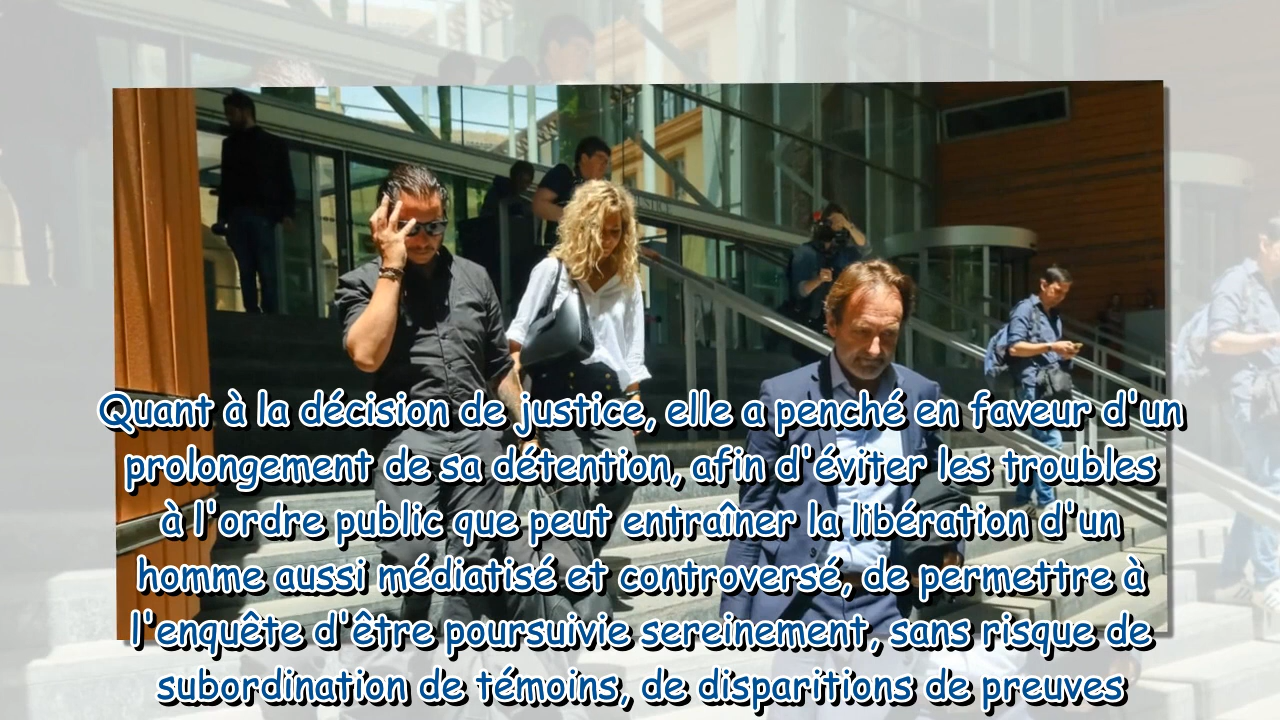 Quant à la décision de justice, elle a penché en faveur d'un
prolongement de sa détention, afin d'éviter les troubles
à l'ordre public que peut entraîner la libération d'un
homme aussi médiatisé et controversé, de permettre à
l'enquête d'être poursuivie sereinement, sans risque de
subordination de témoins, de disparitions de preuves